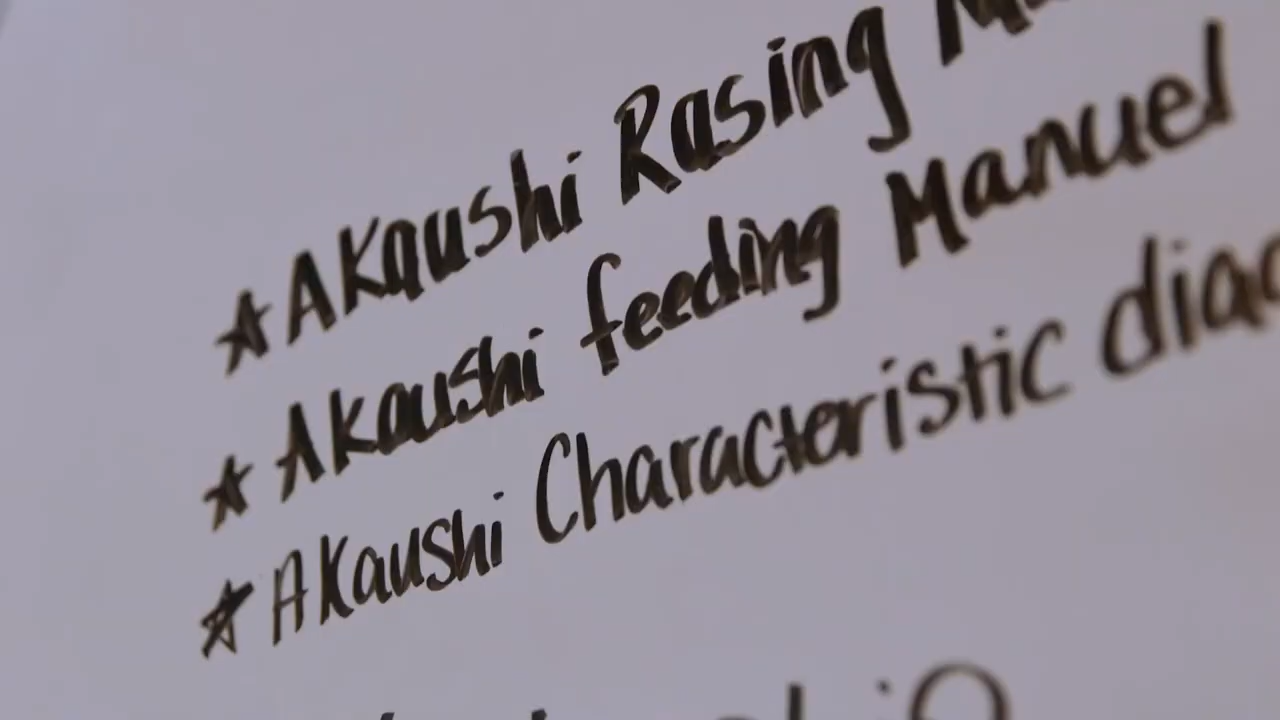 ★ Akaushi Rasing
★ Akaushi feeding Manuel
★ Akaushi Characteristic